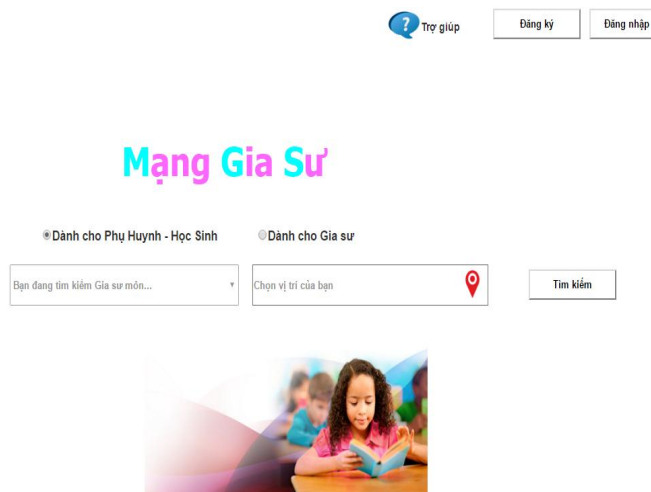 Trợ giúp
Đăng ký
Đăng nhập
Mạng Gia Sư
Dành cho Phụ Huynh - Học Sinh
Dành cho Gia sư
Bạn đang tìm kiếm Gia sư môn...
Chọn vị trí của bạn
Tìm kiếm